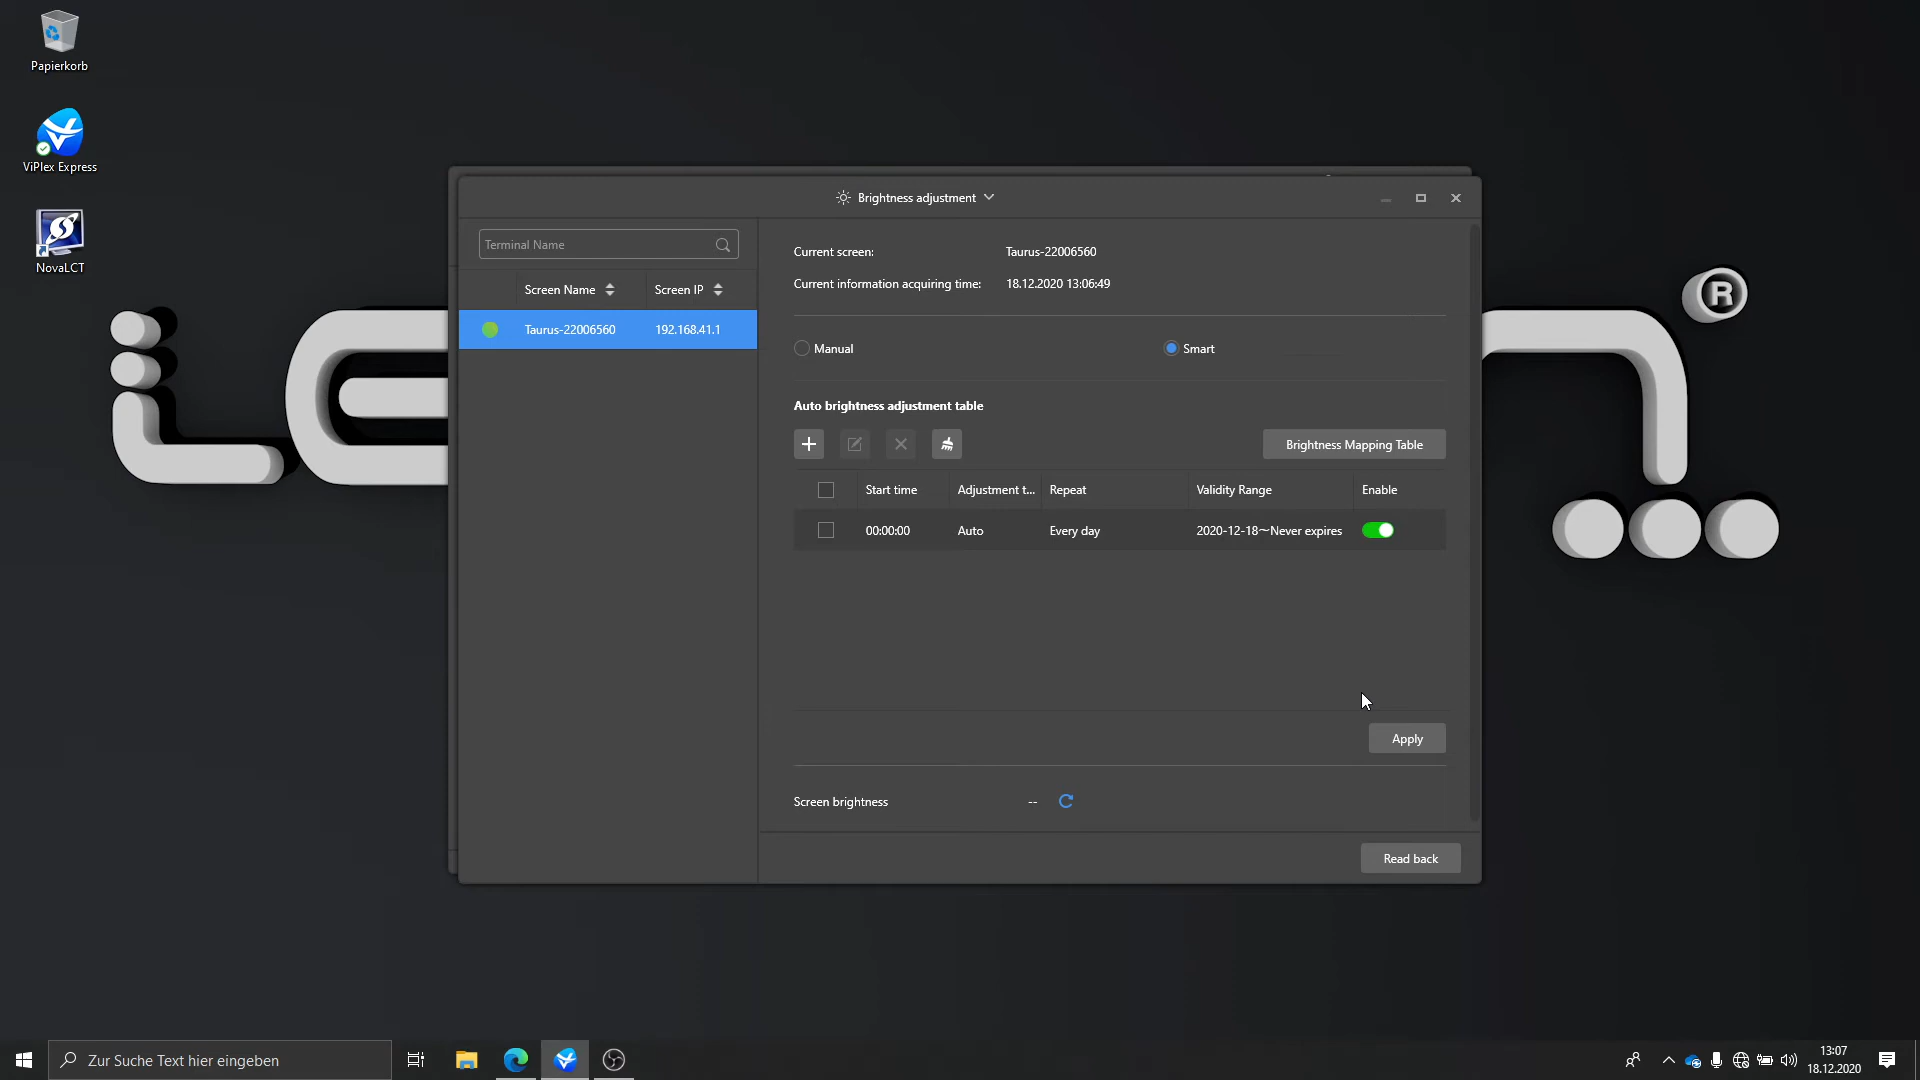 Papierkorb
ViPlex Express
NovaLCT
®
Brightness adjustment
Terminal Name
Screen Name
Screen IP
Taurus-22006560
192.168.41.1
Current screen:
Taurus-22006560
Current information acquiring time:
18.12.2020 13:06:49
Manual
Smart
Auto brightness adjustment table
Brightness Mapping Table
Start time
Adjustment t...
Repeat
Validity Range
Enable
00:00:00
Auto
Every day
2020-12-18~Never expires
Apply
Screen brightness
--
Read back
Zur Suche Text hier eingeben
13:07
18.12.2020